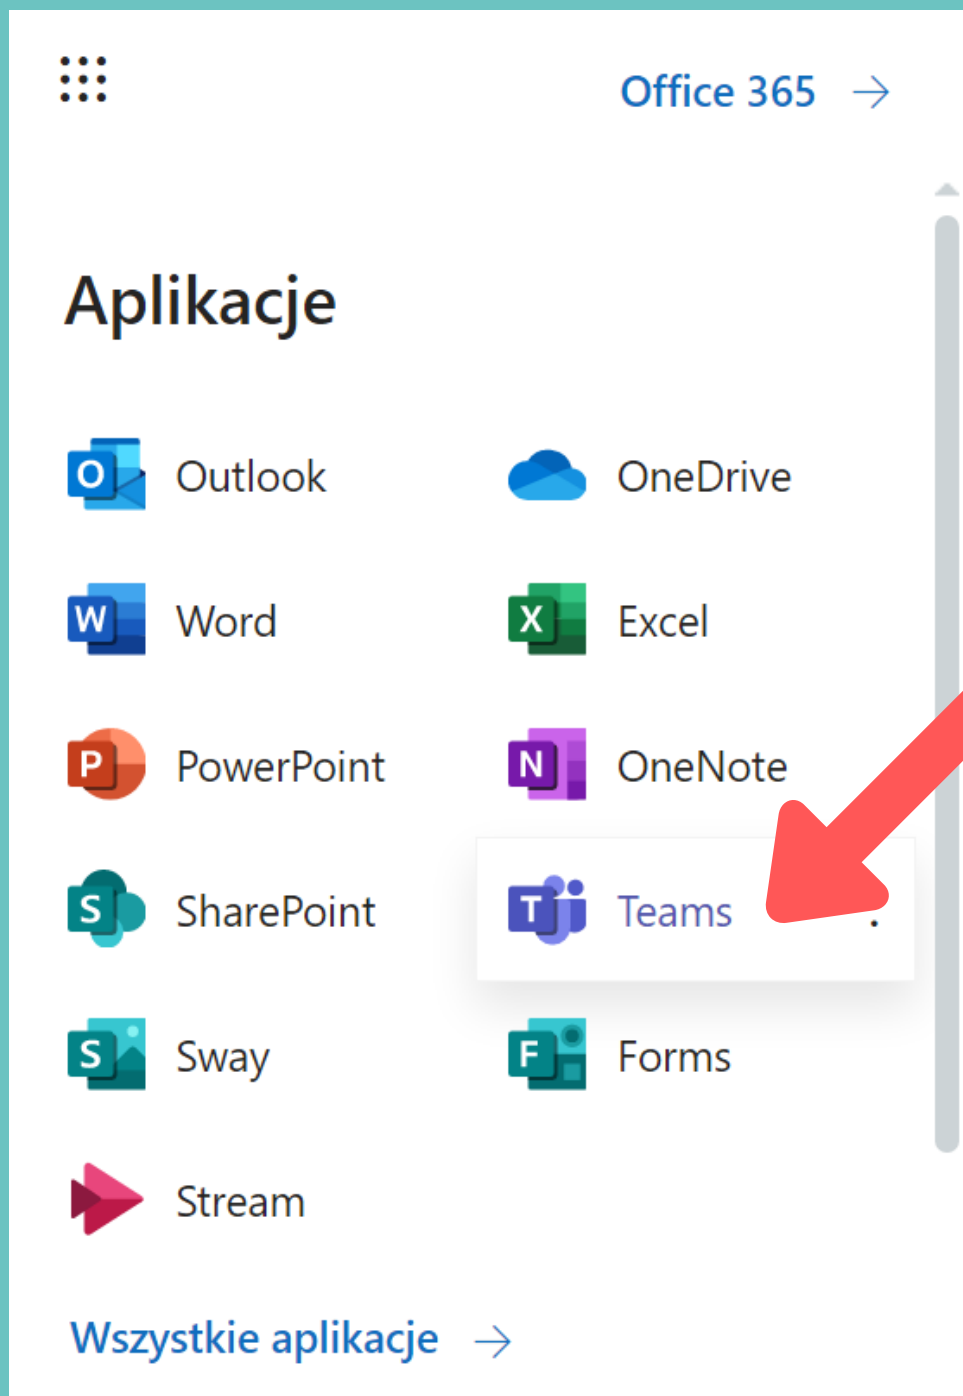 Office 365 →
Aplikacje
O Outlook
OneDrive
W Word
X Excel
P PowerPoint
N OneNote
S SharePoint
T Teams
S Sway
F Forms
Stream
Wszystkie aplikacje →